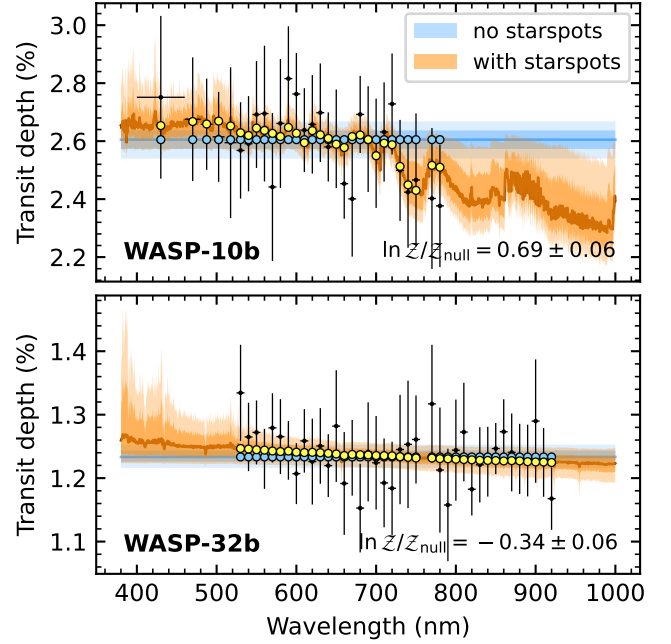 3.0
2.8
2.6
2.4
2.2
Transit depth (%)
no starspots
with starspots
WASP-10b
ln Z/Z_null = 0.69 ± 0.06
1.4
1.3
1.2
1.1
Transit depth (%)
WASP-32b
ln Z/Z_null = −0.34 ± 0.06
400 500 600 700 800 900 1000
Wavelength (nm)